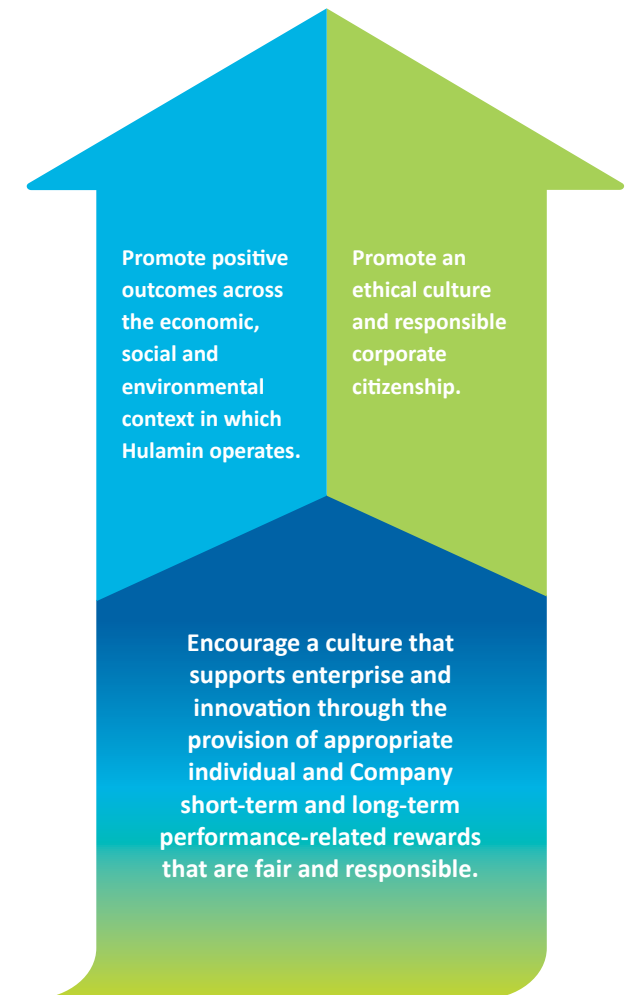 Promote positive
outcomes across
the economic,
social and
environmental
context in which
Hulamin operates.
Promote an
ethical culture
and responsible
corporate
citizenship.
Encourage a culture that
supports enterprise and
innovation through the
provision of appropriate
individual and Company
short-term and long-term
performance-related rewards
that are fair and responsible.